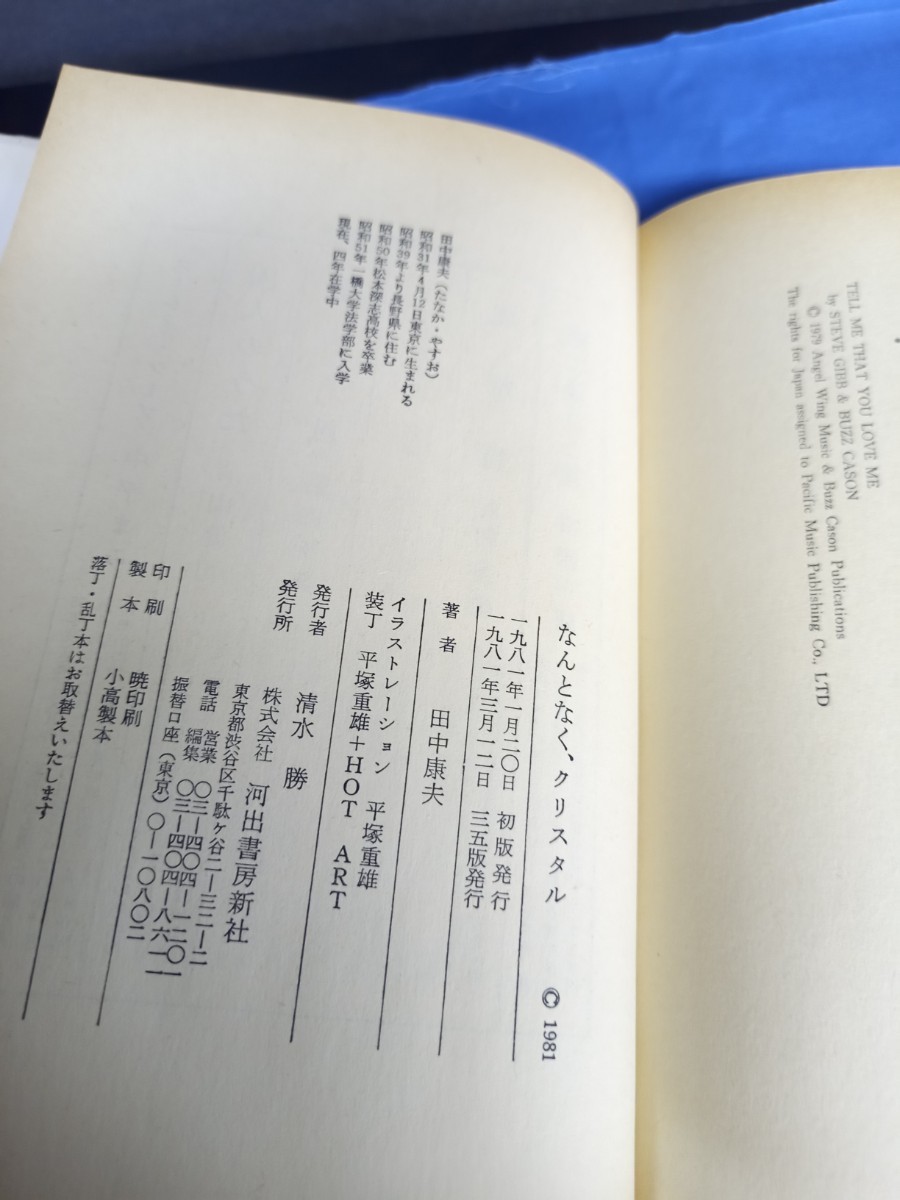 田中康夫（たなか・やすお）
昭和31年4月12日東京に生まれる
昭和39年より長野県に住む
昭和50年松本深志高校を卒業
昭和51年一橋大学法学部に入学
現在、四年在学中
なんとなく、クリスタル © 1981
一九八一年一月二〇日 初版発行
一九八一年三月一二日 三五版発行
著者 田中康夫
イラストレーション 平塚重雄
装丁 平塚重雄＋HOT ART
発行者 清水 勝
発行所 株式会社 河出書房新社
東京都渋谷区千駄ヶ谷二ー三二ー二
電話 営業 〇三ー四〇四ー一二〇一
編集 〇三ー四〇四ー八六一一
振替口座（東京）〇ー一〇八〇二
印刷 暁印刷
製本 小高製本
落丁・乱丁本はお取替えいたします
TELL ME THAT YOU LOVE ME
by STEVE GIBB & BUZZ CASON
© 1979 Angel Wing Music & Buzz Cason Publications
The rights for Japan assigned to Pacific Music Publishing Co., LTD